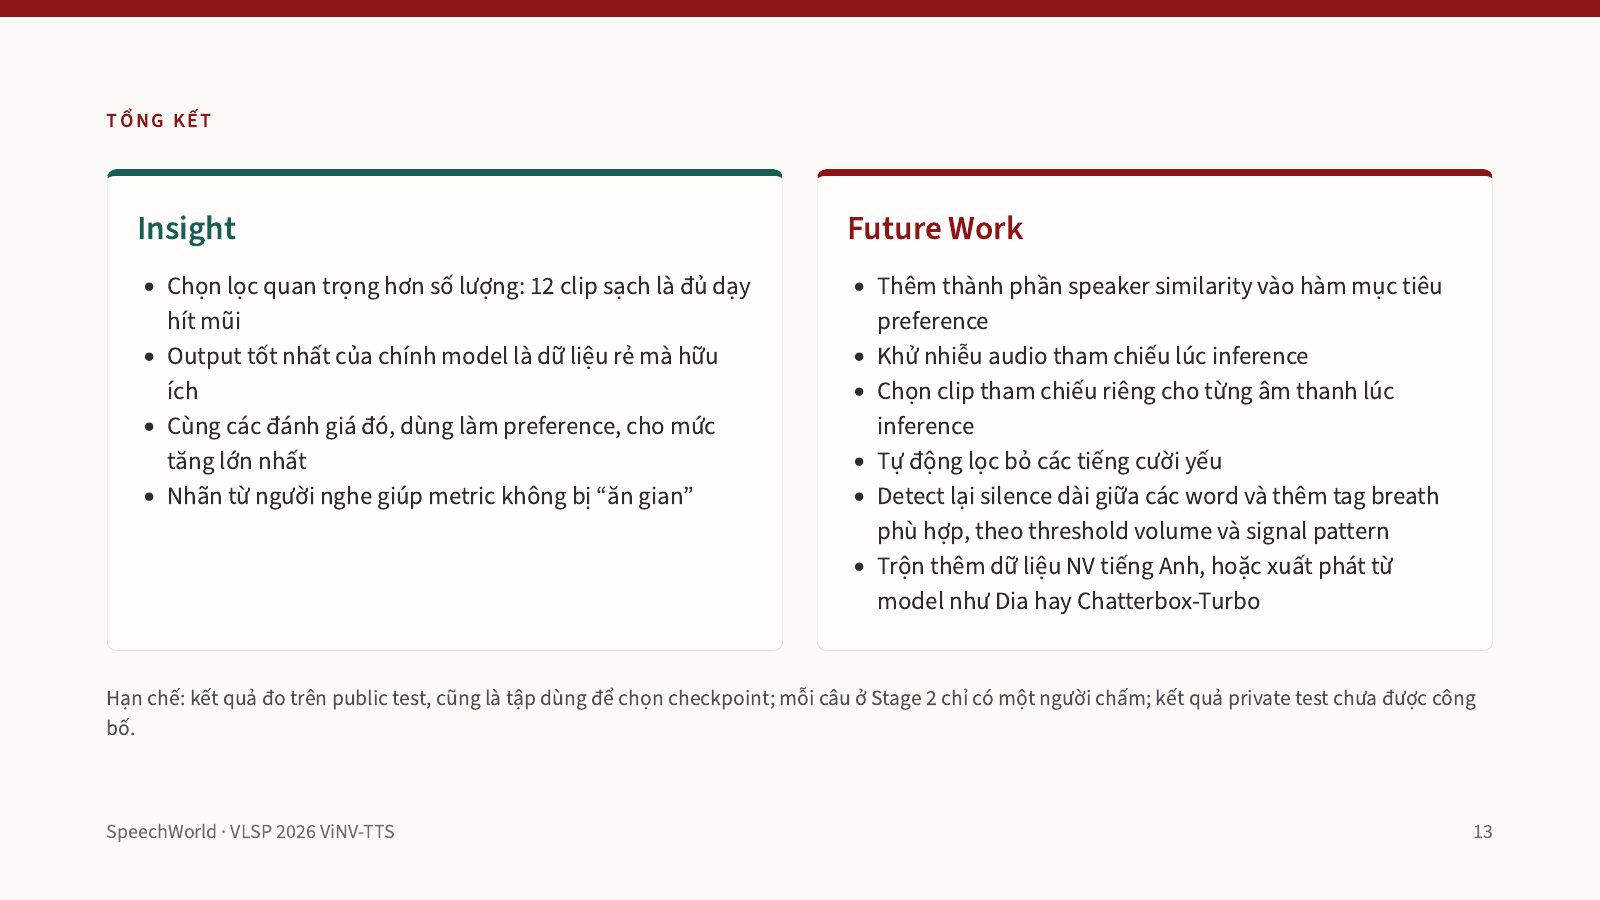 TỔNG KẾT
Insight
• Chọn lọc quan trọng hơn số lượng: 12 clip sạch là đủ dạy
hít mũi
• Output tốt nhất của chính model là dữ liệu rẻ mà hữu
ích
• Cùng các đánh giá đó, dùng làm preference, cho mức
tăng lớn nhất
• Nhãn từ người nghe giúp metric không bị “ăn gian”
Future Work
• Thêm thành phần speaker similarity vào hàm mục tiêu
preference
• Khử nhiễu audio tham chiếu lúc inference
• Chọn clip tham chiếu riêng cho từng âm thanh lúc
inference
• Tự động lọc bỏ các tiếng cười yếu
• Detect lại silence dài giữa các word và thêm tag breath
phù hợp, theo threshold volume và signal pattern
• Trộn thêm dữ liệu NV tiếng Anh, hoặc xuất phát từ
model như Dia hay Chatterbox-Turbo
Hạn chế: kết quả đo trên public test, cũng là tập dùng để chọn checkpoint; mỗi câu ở Stage 2 chỉ có một người chấm; kết quả private test chưa được công
bố.
SpeechWorld · VLSP 2026 ViNV-TTS
13